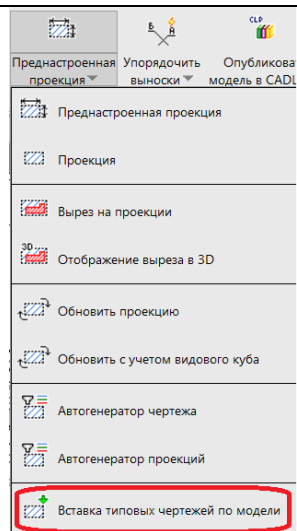 CLP
Преднастроенная
проекция
Упорядочить
выноски
Опубликова
модель в CADL
Преднастроенная проекция
Проекция
Вырез на проекции
3D
Отображение выреза в 3D
Обновить проекцию
Обновить с учетом видового куба
Автогенератор чертежа
Автогенератор проекций
Вставка типовых чертежей по модели